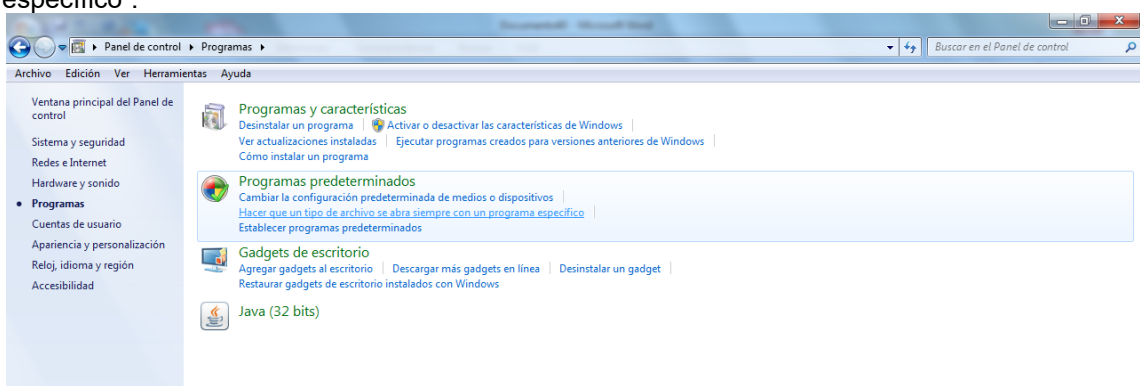 específico".
Documento0 - Microsoft Word
Panel de control ▸ Programas ▸
Buscar en el Panel de control
Archivo Edición Ver Herramientas Ayuda
Ventana principal del Panel de
control
Sistema y seguridad
Redes e Internet
Hardware y sonido
Programas
Cuentas de usuario
Apariencia y personalización
Reloj, idioma y región
Accesibilidad
Programas y características
Desinstalar un programa
Activar o desactivar las características de Windows
Ver actualizaciones instaladas
Ejecutar programas creados para versiones anteriores de Windows
Cómo instalar un programa
Programas predeterminados
Cambiar la configuración predeterminada de medios o dispositivos
Hacer que un tipo de archivo se abra siempre con un programa específico
Establecer programas predeterminados
Gadgets de escritorio
Agregar gadgets al escritorio
Descargar más gadgets en línea
Desinstalar un gadget
Restaurar gadgets de escritorio instalados con Windows
Java (32 bits)